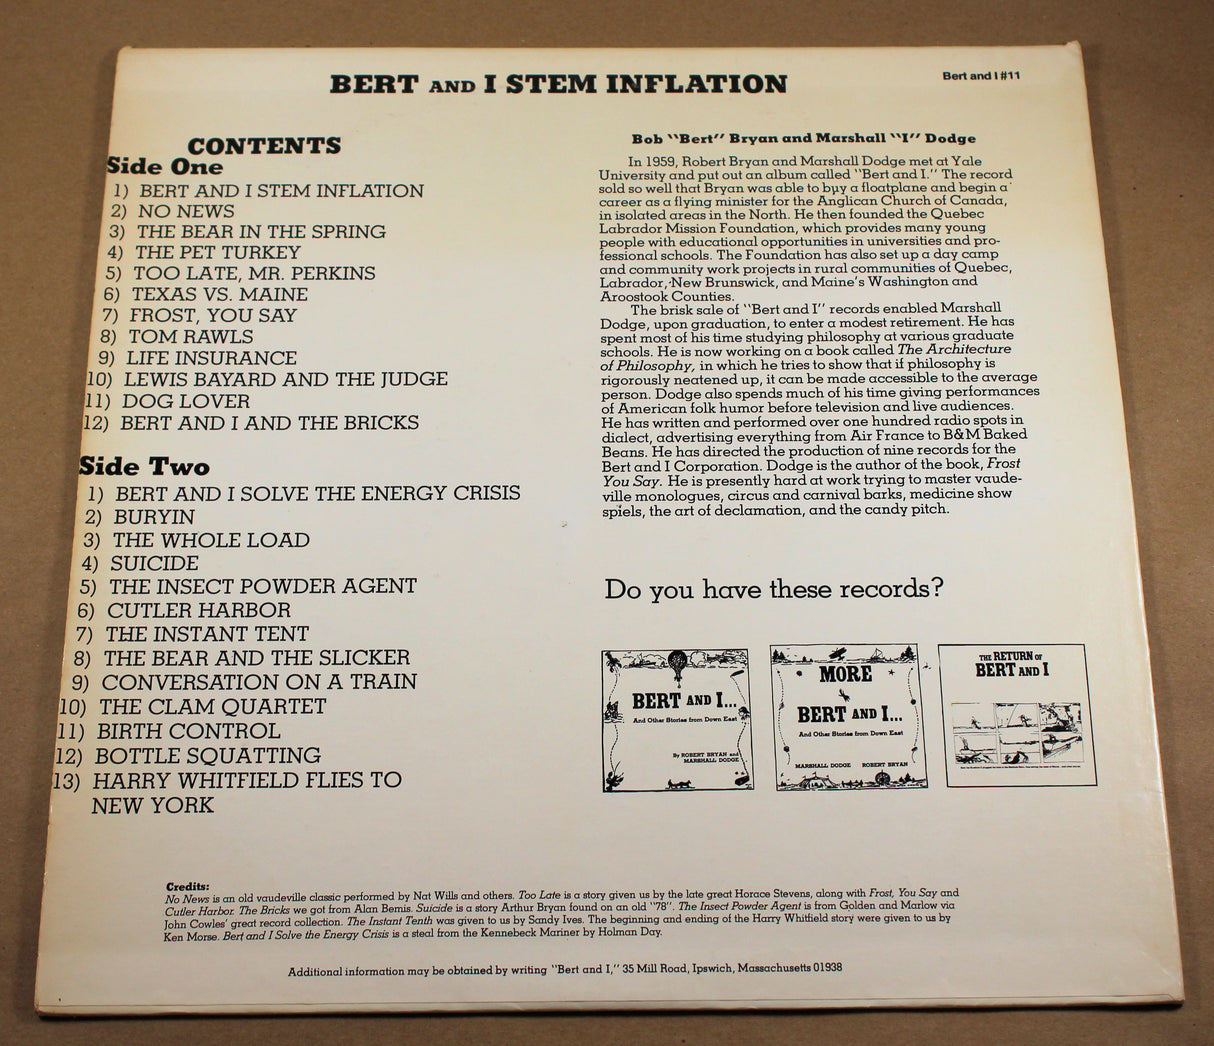 BERT AND I STEM INFLATION
Bert and I #11
CONTENTS
Side One
1) BERT AND I STEM INFLATION
2) NO NEWS
3) THE BEAR IN THE SPRING
4) THE PET TURKEY
5) TOO LATE, MR. PERKINS
6) TEXAS VS. MAINE
7) FROST, YOU SAY
8) TOM RAWLS
9) LIFE INSURANCE
10) LEWIS BAYARD AND THE JUDGE
11) DOG LOVER
12) BERT AND I AND THE BRICKS
Side Two
1) BERT AND I SOLVE THE ENERGY CRISIS
2) BURYIN
3) THE WHOLE LOAD
4) SUICIDE
5) THE INSECT POWDER AGENT
6) CUTLER HARBOR
7) THE INSTANT TENT
8) THE BEAR AND THE SLICKER
9) CONVERSATION ON A TRAIN
10) THE CLAM QUARTET
11) BIRTH CONTROL
12) BOTTLE SQUATTING
13) HARRY WHITFIELD FLIES TO
NEW YORK
Bob "Bert" Bryan and Marshall "I" Dodge
In 1959, Robert Bryan and Marshall Dodge met at Yale
University and put out an album called "Bert and I." The record
sold so well that Bryan was able to buy a floatplane and begin a
career as a flying minister for the Anglican Church of Canada,
in isolated areas in the North. He then founded the Quebec
Labrador Mission Foundation, which provides many young
people with educational opportunities in universities and pro-
fessional schools. The Foundation has also set up a day camp
and community work projects in rural communities of Quebec,
Labrador, New Brunswick, and Maine's Washington and
Aroostook Counties.
The brisk sale of "Bert and I" records enabled Marshall
Dodge, upon graduation, to enter a modest retirement. He has
spent most of his time studying philosophy at various graduate
schools. He is now working on a book called The Architecture
of Philosophy, in which he tries to show that if philosophy is
rigorously neatened up, it can be made accessible to the average
person. Dodge also spends much of his time giving performances
of American folk humor before television and live audiences.
He has written and performed over one hundred radio spots in
dialect, advertising everything from Air France to B&M Baked
Beans. He has directed the production of nine records for the
Bert and I Corporation. Dodge is the author of the book, Frost
You Say. He is presently hard at work trying to master vaude-
ville monologues, circus and carnival barks, medicine show
spiels, the art of declamation, and the candy pitch.
Do you have these records?
BERT AND I...
And Other Stories from Down East
By ROBERT BRYAN and
MARSHALL DODGE
MORE
BERT AND I...
And Other Stories from Down East
MARSHALL DODGE ROBERT BRYAN
THE RETURN OF
BERT AND I
Credits:
No News is an old vaudeville classic performed by Nat Wills and others. Too Late is a story given us by the late great Horace Stevens, along with Frost, You Say and
Cutler Harbor. The Bricks we got from Alan Bemis. Suicide is a story Arthur Bryan found on an old "78". The Insect Powder Agent is from Golden and Marlow via
John Cowles' great record collection. The Instant Tenth was given to us by Sandy Ives. The beginning and ending of the Harry Whitfield story were given to us by
Ken Morse. Bert and I Solve the Energy Crisis is a steal from the Kennebeck Mariner by Holman Day.
Additional information may be obtained by writing "Bert and I," 35 Mill Road, Ipswich, Massachusetts 01938